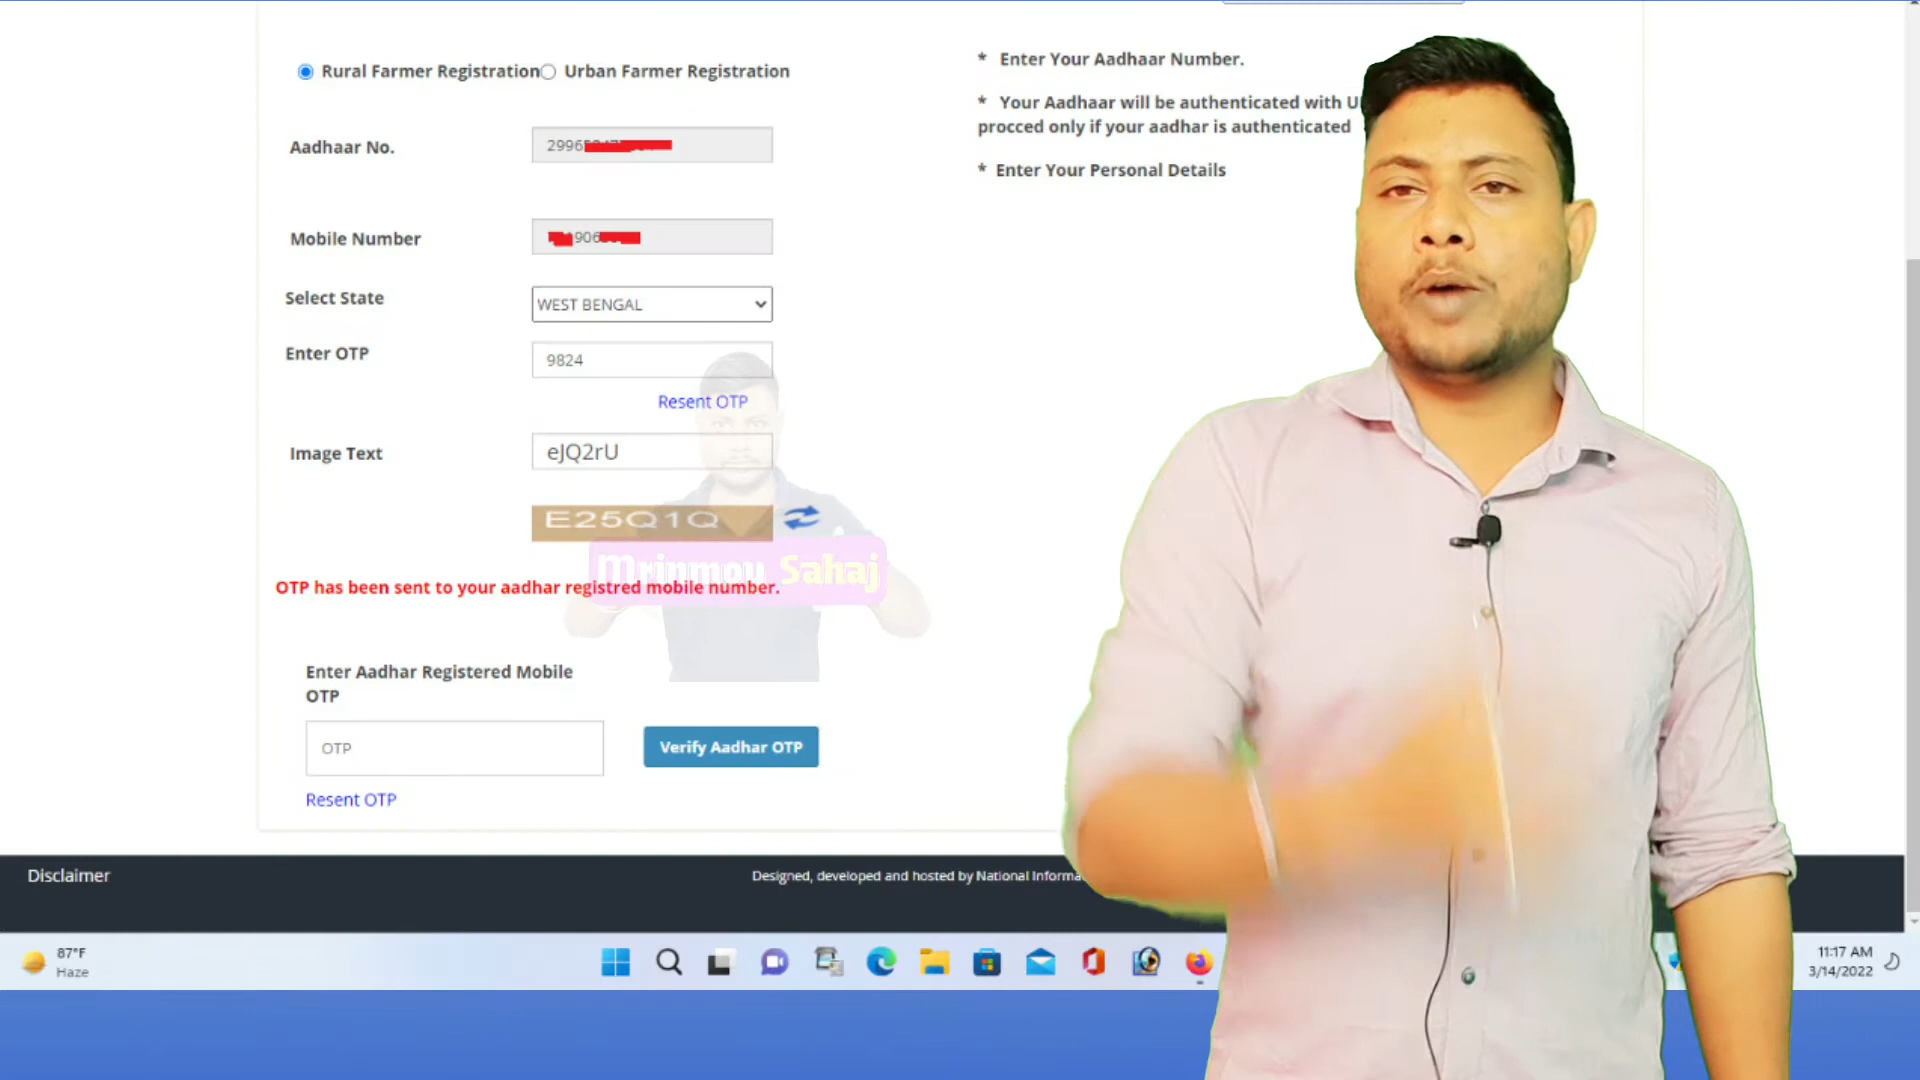 Rural Farmer Registration Urban Farmer Registration
* Enter Your Aadhaar Number.
* Your Aadhaar will be authenticated with
procced only if your aadhar is authenticated
* Enter Your Personal Details
Aadhaar No.
2996
Mobile Number
906
Select State
WEST BENGAL
Enter OTP
9824
Resent OTP
Image Text
eJQ2rU
E25Q1Q
Mrinmoy Sahaj
OTP has been sent to your aadhar registred mobile number.
Enter Aadhar Registered Mobile
OTP
OTP
Verify Aadhar OTP
Resent OTP
Disclaimer
Designed, developed and hosted by National
87°F
Haze
11:17 AM
3/14/2022